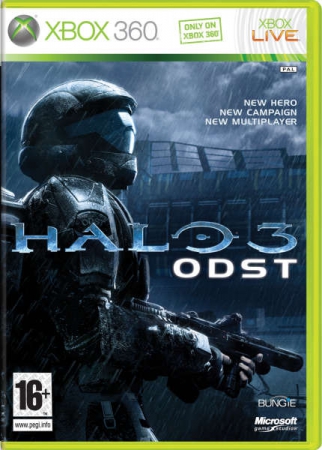 XBOX 360
ONLY ON
XBOX 360
XBOX
LIVE
PAL
NEW HERO
NEW CAMPAIGN
NEW MULTIPLAYER
HALO 3
ODST
16+
www.pegi.info
BUNGIE
Microsoft
game studios